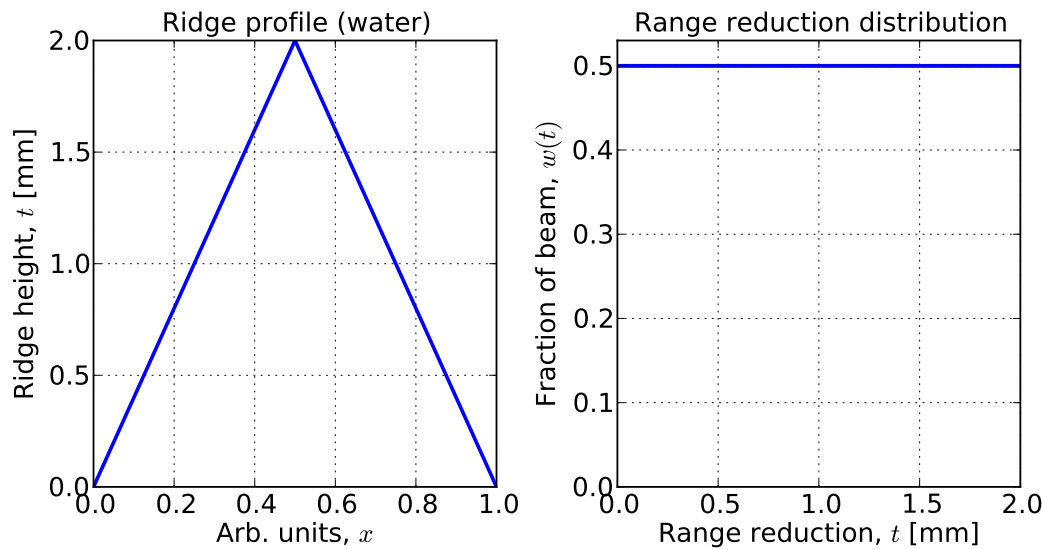 Ridge profile (water)
2.0
1.5
1.0
0.5
0.0
Ridge height, t [mm]
0.0 0.2 0.4 0.6 0.8 1.0
Arb. units, x
Range reduction distribution
0.5
0.4
0.3
0.2
0.1
0.0
Fraction of beam, w(t)
0.0 0.5 1.0 1.5 2.0
Range reduction, t [mm]